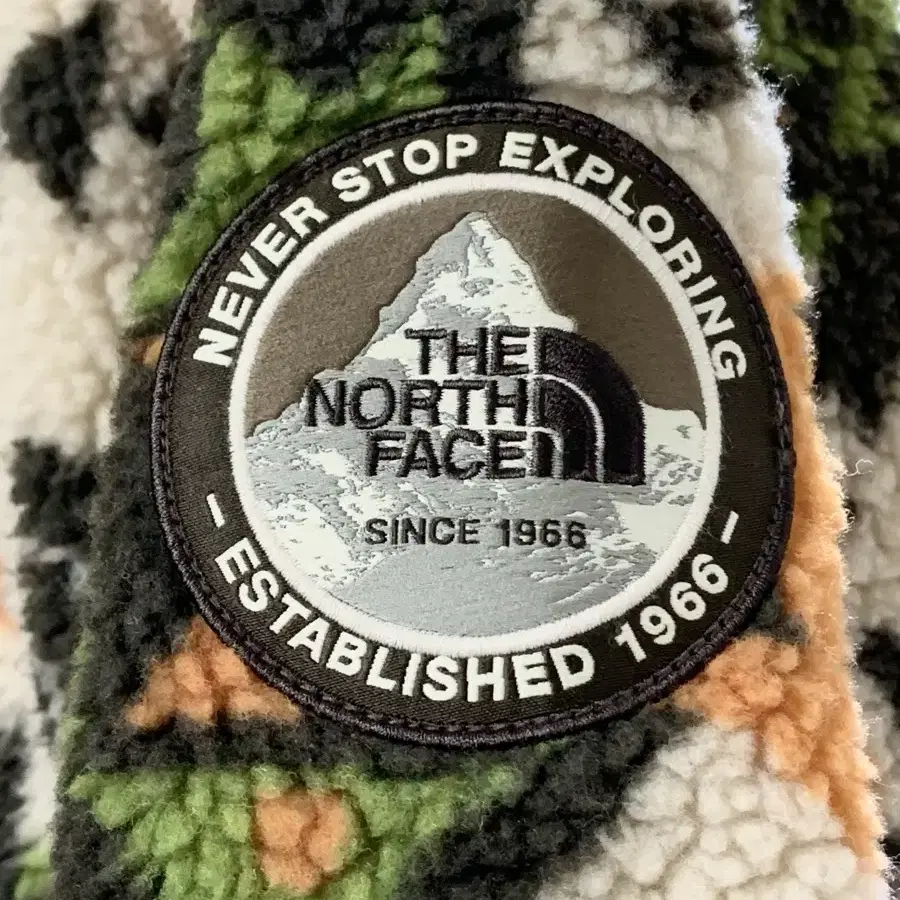 NEVER STOP EXPLORING
THE
NORTH
FACE
SINCE 1966
- ESTABLISHED 1966 -